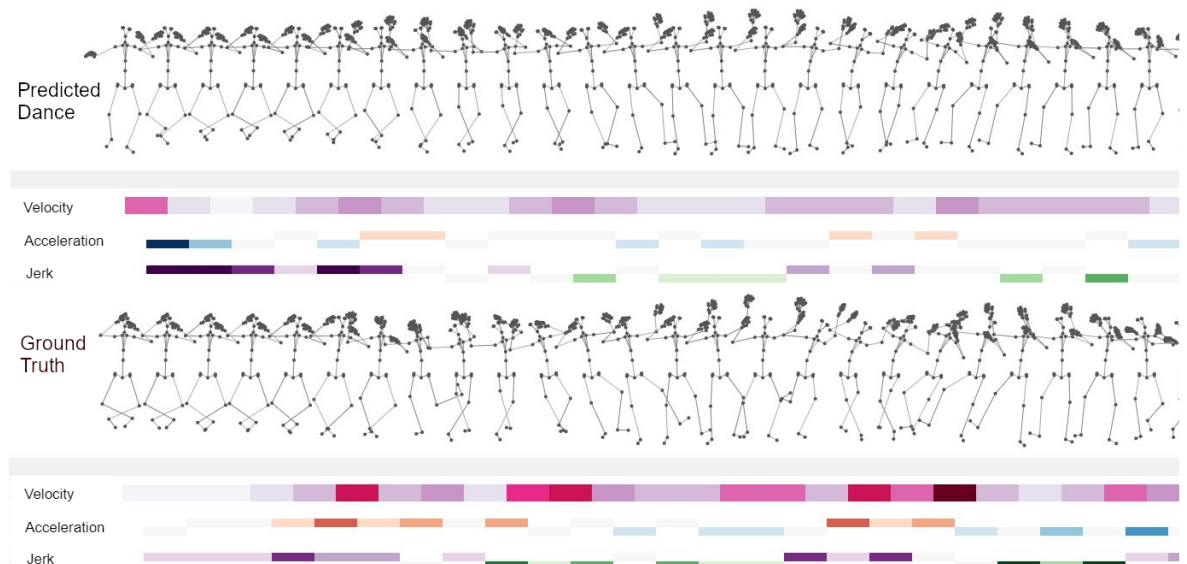 Predicted
Dance
Velocity
Acceleration
Jerk
Ground
Truth
Velocity
Acceleration
Jerk